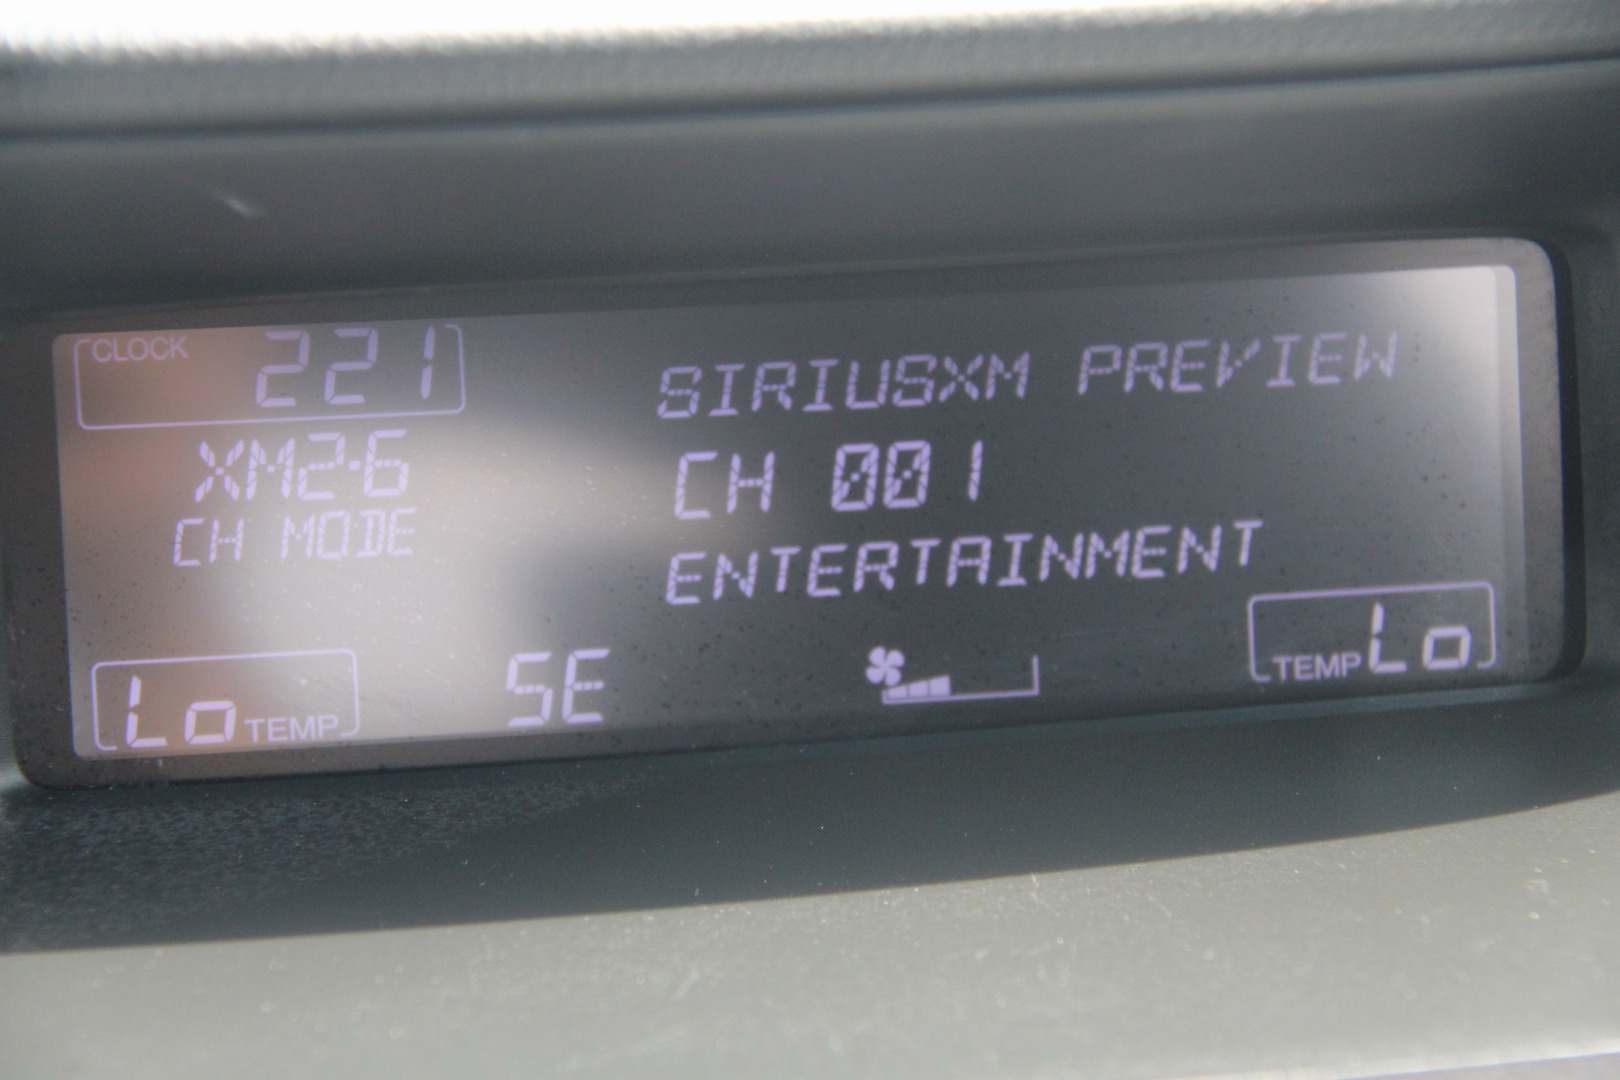 CLOCK 221
SIRIUSXM PREVIEW
XM2-6
CH 001
CH MODE
ENTERTAINMENT
Lo TEMP
SE
TEMP Lo